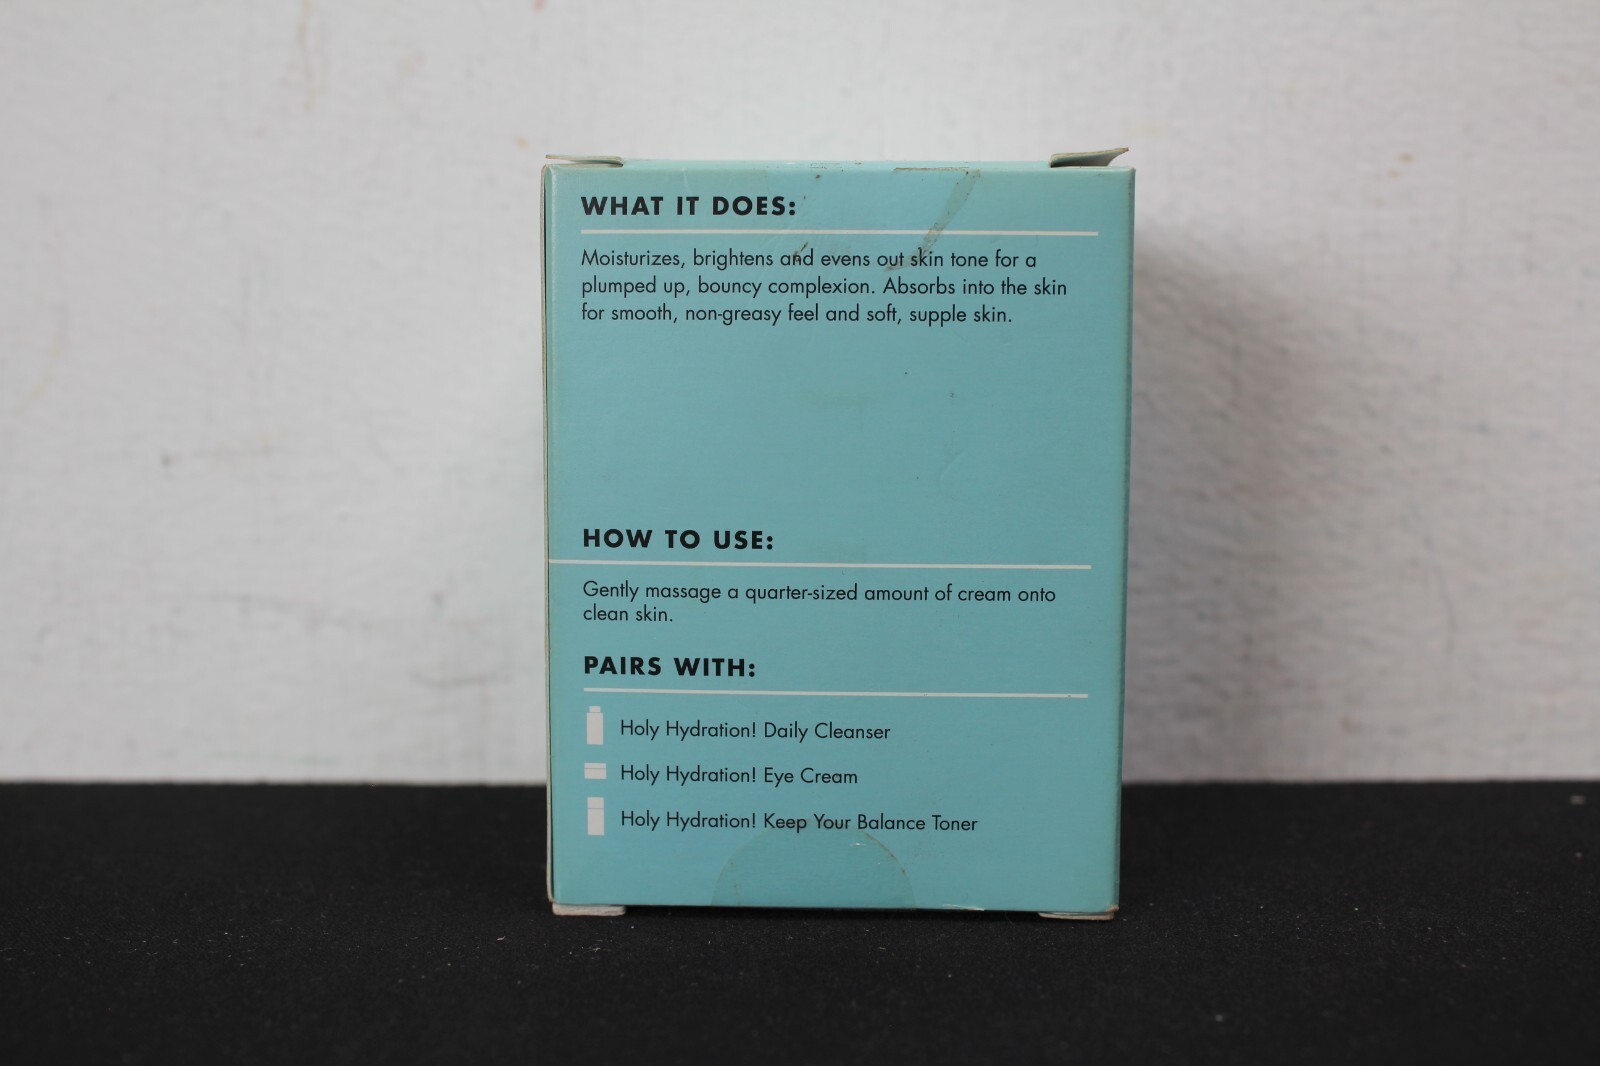 WHAT IT DOES:
Moisturizes, brightens and evens out skin tone for a
plumped up, bouncy complexion. Absorbs into the skin
for smooth, non-greasy feel and soft, supple skin.
HOW TO USE:
Gently massage a quarter-sized amount of cream onto
clean skin.
PAIRS WITH:
Holy Hydration! Daily Cleanser
Holy Hydration! Eye Cream
Holy Hydration! Keep Your Balance Toner